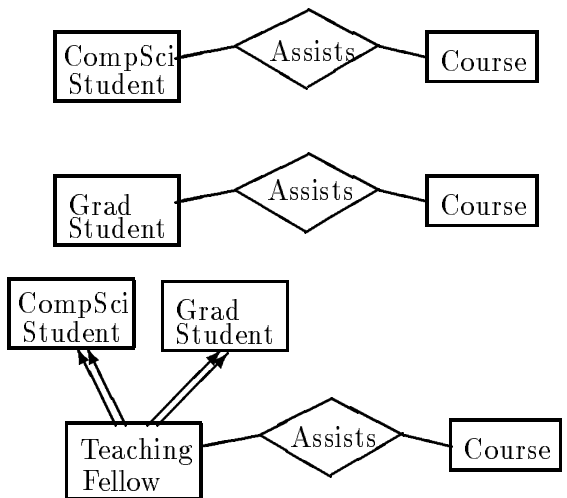 CompSci
Student
Assists
Course
Grad
Student
Assists
Course
CompSci
Student
Grad
Student
Teaching
Fellow
Assists
Course